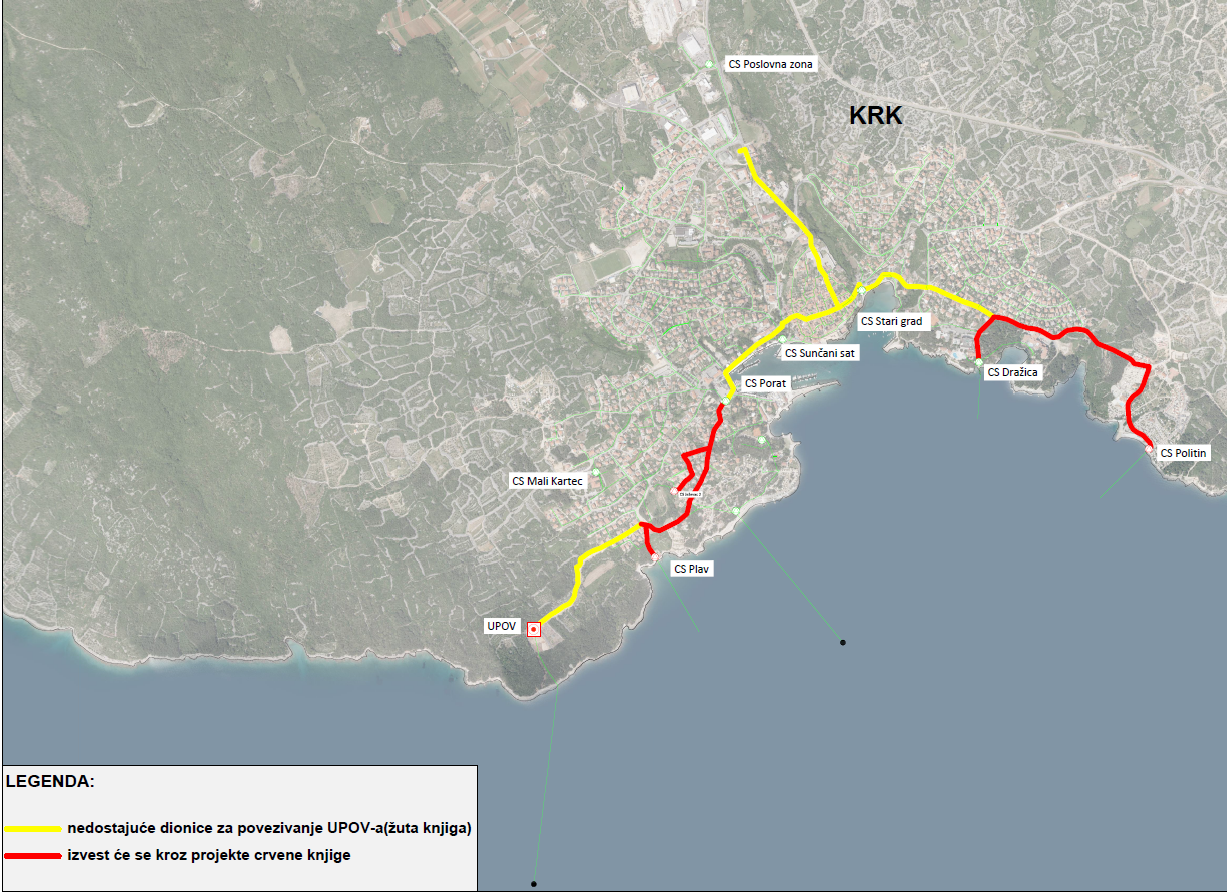 CS Poslovna zona
KRK
CS Stari grad
CS Sunčani sat
CS Dražica
CS Porat
CS Politin
CS Mali Kartec
CS Plav
UPOV
LEGENDA:
nedostajuće dionice za povezivanje UPOV-a(žuta knjiga)
izvest će se kroz projekte crvene knjige